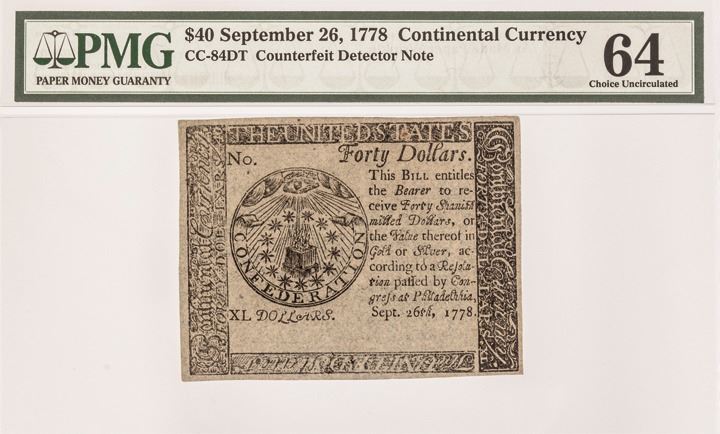 PMG
PAPER MONEY GUARANTY
$40 September 26, 1778 Continental Currency
CC-84DT Counterfeit Detector Note
64
Choice Uncirculated
THE UNITED STATES
No.
Forty Dollars.
This BILL entitles
the Bearer to re-
ceive Forty Spanish
milled Dollars, or
the Value thereof in
Gold or Silver, ac-
cording to a Resolu-
tion passed by Con-
gress at Philadelphia,
Sept. 26th, 1778.
CONFEDERATION
XL DOLLARS.
Continental Currency
FORTY DOLLARS
Continental Currency